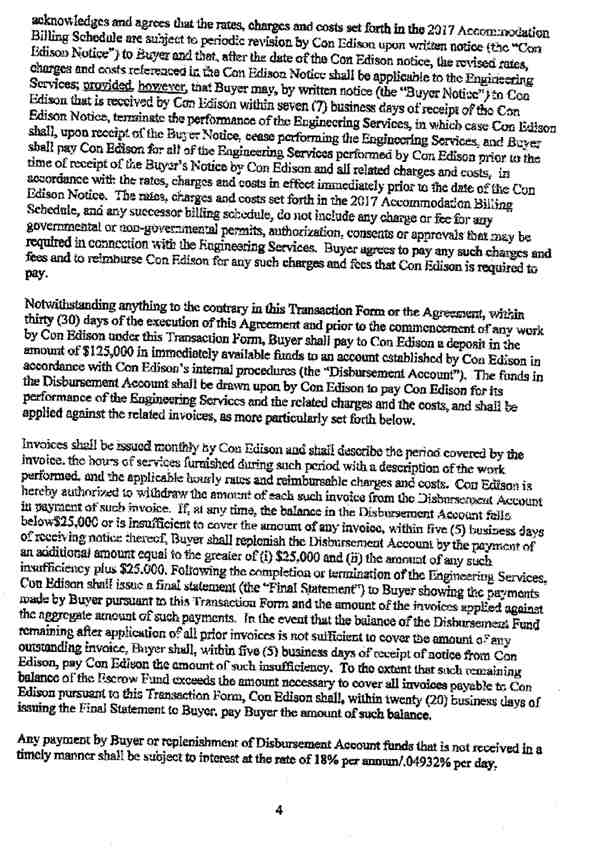 acknowledges and agrees that the rates, charges and costs set forth in the 2017 Accommodation
Billing Schedule are subject to periodic revision by Con Edison upon written notice (the "Con
Edison Notice") to Buyer and that, after the date of the Con Edison notice, the revised rates,
charges and costs referenced in the Con Edison Notice shall be applicable to the Engineering
Services; provided, however, that Buyer may, by written notice (the "Buyer Notice") to Con
Edison that is received by Con Edison within seven (7) business days of receipt of the Con
Edison Notice, terminate the performance of the Engineering Services, in which case Con Edison
shall, upon receipt of the Buyer Notice, cease performing the Engineering Services, and Buyer
shall pay Con Edison for all of the Engineering Services performed by Con Edison prior to the
time of receipt of the Buyer's Notice by Con Edison and all related charges and costs, in
accordance with the rates, charges and costs in effect immediately prior to the date of the Con
Edison Notice. The rates, charges and costs set forth in the 2017 Accommodation Billing
Schedule, and any successor billing schedule, do not include any charge or fee for any
governmental or non-governmental permits, authorization, consents or approvals that may be
required in connection with the Engineering Services. Buyer agrees to pay any such charges and
fees and to reimburse Con Edison for any such charges and fees that Con Edison is required to
pay.

Notwithstanding anything to the contrary in this Transaction Form or the Agreement, within
thirty (30) days of the execution of this Agreement and prior to the commencement of any work
by Con Edison under this Transaction Form, Buyer shall pay to Con Edison a deposit in the
amount of $125,000 in immediately available funds to an account established by Con Edison in
accordance with Con Edison's internal procedures (the "Disbursement Account"). The funds in
the Disbursement Account shall be drawn upon by Con Edison to pay Con Edison for its
performance of the Engineering Services and the related charges and the costs, and shall be
applied against the related invoices, as more particularly set forth below.

Invoices shall be issued monthly by Con Edison and shall describe the period covered by the
invoice, the hours of services furnished during such period with a description of the work
performed, and the applicable hourly rates and reimbursable charges and costs. Con Edison is
hereby authorized to withdraw the amount of each such invoice from the Disbursement Account
in payment of such invoice. If, at any time, the balance in the Disbursement Account falls
below$25,000 or is insufficient to cover the amount of any invoice, within five (5) business days
of receiving notice thereof, Buyer shall replenish the Disbursement Account by the payment of
an additional amount equal to the greater of (i) $25,000 and (ii) the amount of any such
insufficiency plus $25,000. Following the completion or termination of the Engineering Services,
Con Edison shall issue a final statement (the "Final Statement") to Buyer showing the payments
made by Buyer pursuant to this Transaction Form and the amount of the invoices applied against
the aggregate amount of such payments. In the event that the balance of the Disbursement Fund
remaining after application of all prior invoices is not sufficient to cover the amount of any
outstanding invoice, Buyer shall, within five (5) business days of receipt of notice from Con
Edison, pay Con Edison the amount of such insufficiency. To the extent that such remaining
balance of the Escrow Fund exceeds the amount necessary to cover all invoices payable to Con
Edison pursuant to this Transaction Form, Con Edison shall, within twenty (20) business days of
issuing the Final Statement to Buyer, pay Buyer the amount of such balance.

Any payment by Buyer or replenishment of Disbursement Account funds that is not received in a
timely manner shall be subject to interest at the rate of 18% per annum/.04932% per day.

4